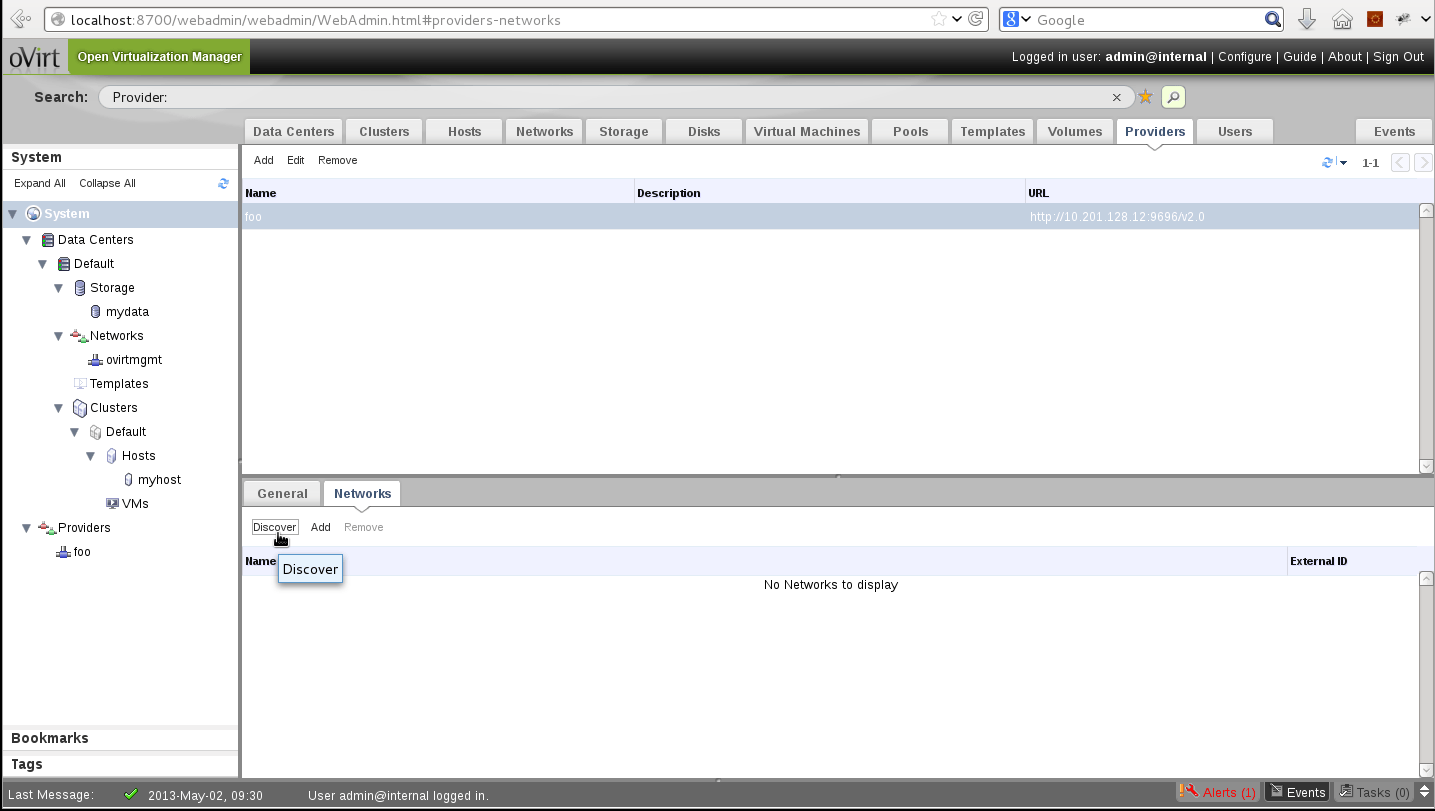 localhost:8700/webadmin/webadmin/WebAdmin.html#providers-networks
8 Google
oVirt Open Virtualization Manager
Logged in user: admin@internal | Configure | Guide | About | Sign Out
Search: Provider: ×
Data Centers Clusters Hosts Networks Storage Disks Virtual Machines Pools Templates Volumes Providers Users Events
System
Expand All Collapse All
System
Data Centers
Default
Storage
mydata
Networks
ovirtmgmt
Templates
Clusters
Default
Hosts
myhost
VMs
Providers
foo
Bookmarks
Tags
Add Edit Remove
1-1
Name Description URL
foo http://10.201.128.12:9696/v2.0
General Networks
Discover Add Remove
Name External ID
Discover
No Networks to display
Last Message: 2013-May-02, 09:30 User admin@internal logged in.
Alerts (1) Events Tasks (0)